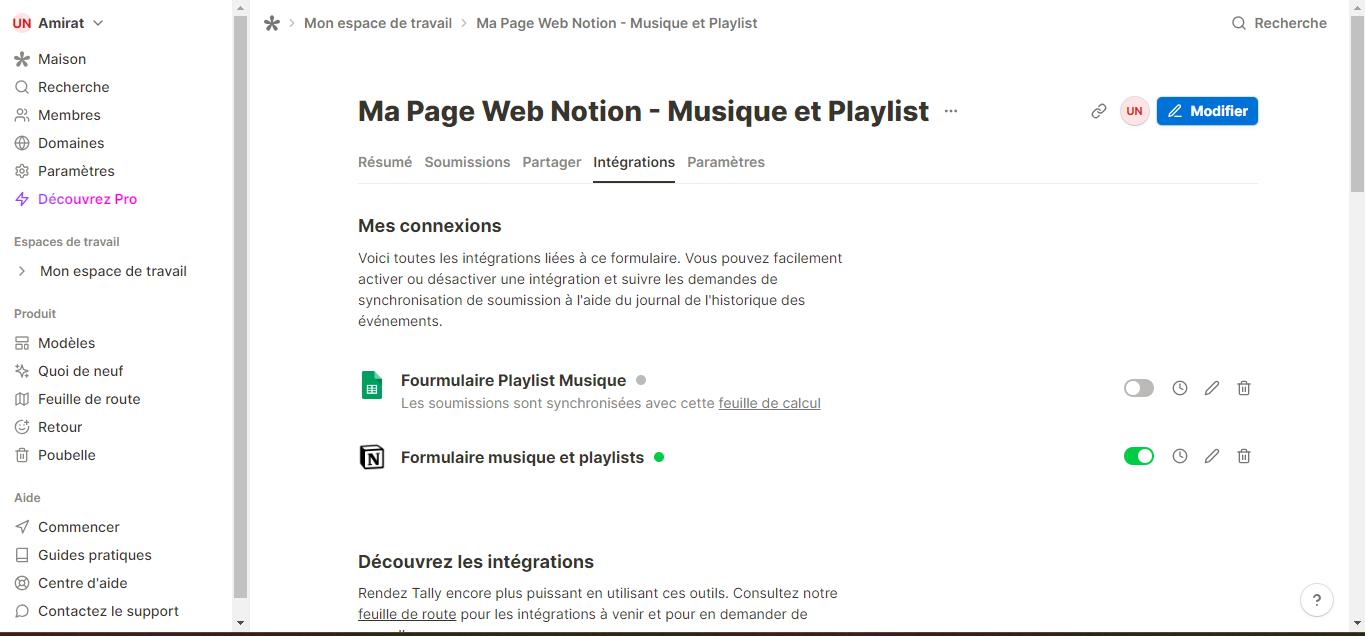 UN Amirat
Maison
Recherche
Membres
Domaines
Paramètres
Découvrez Pro
Espaces de travail
Mon espace de travail
Produit
Modèles
Quoi de neuf
Feuille de route
Retour
Poubelle
Aide
Commencer
Guides pratiques
Centre d'aide
Contactez le support
Mon espace de travail
Ma Page Web Notion - Musique et Playlist
Recherche
Ma Page Web Notion - Musique et Playlist ···
UN
Modifier
Résumé Soumissions Partager Intégrations Paramètres
Mes connexions
Voici toutes les intégrations liées à ce formulaire. Vous pouvez facilement
activer ou désactiver une intégration et suivre les demandes de
synchronisation de soumission à l'aide du journal de l'historique des
événements.
Fourmulaire Playlist Musique
Les soumissions sont synchronisées avec cette feuille de calcul
N
Formulaire musique et playlists
Découvrez les intégrations
Rendez Tally encore plus puissant en utilisant ces outils. Consultez notre
feuille de route pour les intégrations à venir et pour en demander de
?